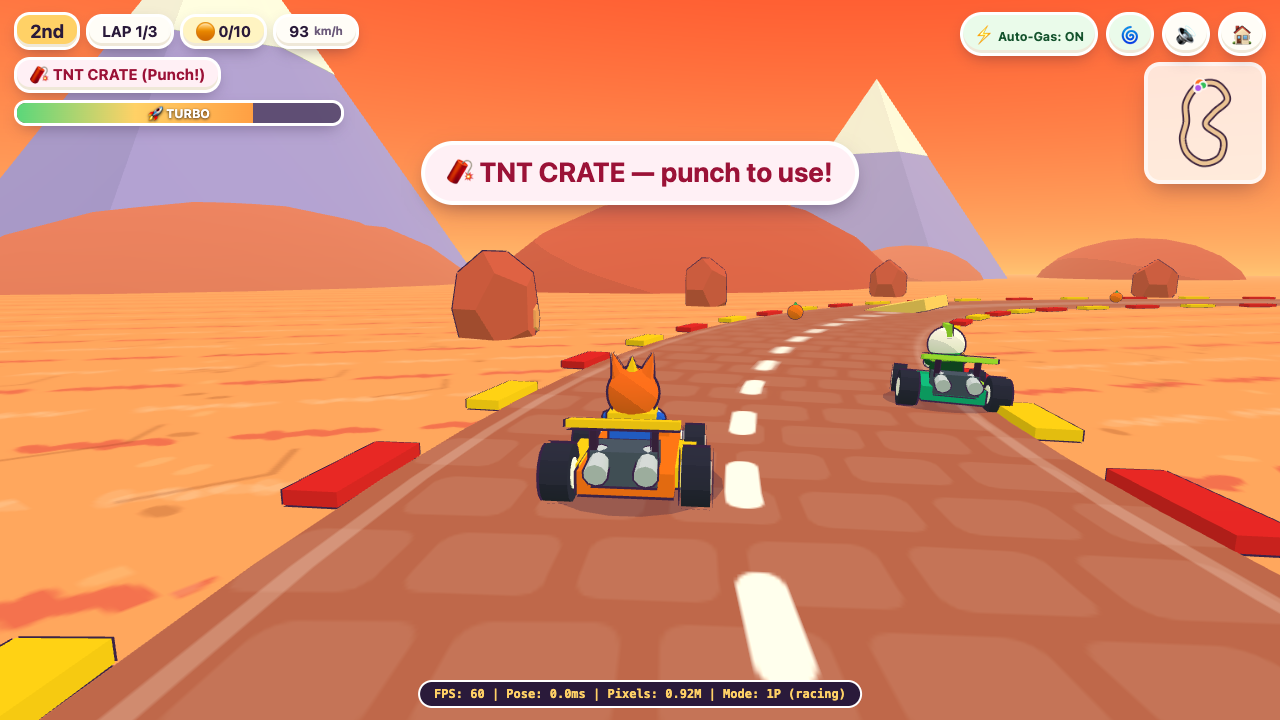 2nd
LAP 1/3
0/10
93 km/h
TNT CRATE (Punch!)
TURBO
Auto-Gas: ON
TNT CRATE — punch to use!
FPS: 60 | Pose: 0.0ms | Pixels: 0.92M | Mode: 1P (racing)